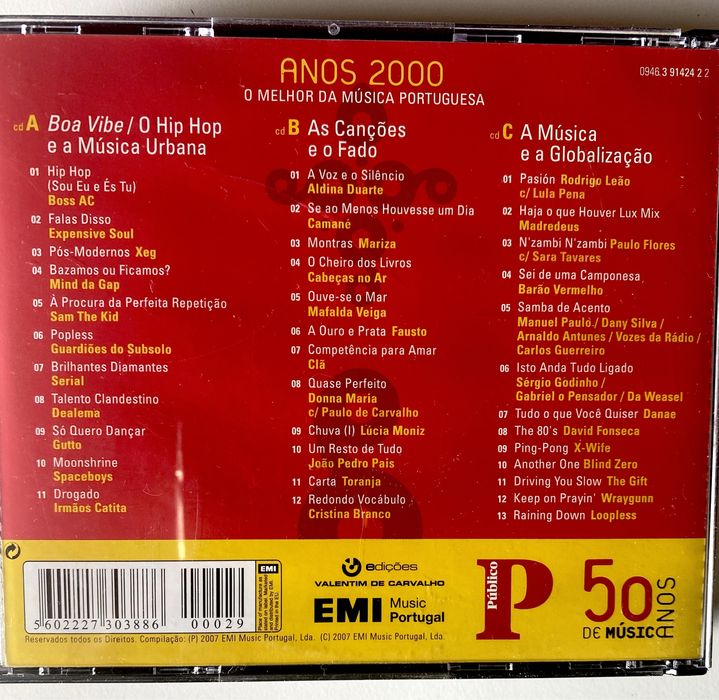 ANOS 2000
O MELHOR DA MÚSICA PORTUGUESA
0946.3 91424 2 2
cd A Boa Vibe / O Hip Hop
e a Música Urbana
01 Hip Hop
(Sou Eu e És Tu)
Boss AC
02 Falas Disso
Expensive Soul
03 Pós-Modernos Xeg
04 Bazamos ou Ficamos?
Mind da Gap
05 À Procura da Perfeita Repetição
Sam The Kid
06 Popless
Guardiões do Subsolo
07 Brilhantes Diamantes
Serial
08 Talento Clandestino
Dealema
09 Só Quero Dançar
Gutto
10 Moonshrine
Spaceboys
11 Drogado
Irmãos Catita
cd B As Canções
e o Fado
01 A Voz e o Silêncio
Aldina Duarte
02 Se ao Menos Houvesse um Dia
Camané
03 Montras Mariza
04 O Cheiro dos Livros
Cabeças no Ar
05 Ouve-se o Mar
Mafalda Veiga
06 A Ouro e Prata Fausto
07 Competência para Amar
Clã
08 Quase Perfeito
Donna Maria
c/ Paulo de Carvalho
09 Chuva (I) Lúcia Moniz
10 Um Resto de Tudo
João Pedro Pais
11 Carta Toranja
12 Redondo Vocábulo
Cristina Branco
cd C A Música
e a Globalização
01 Pasión Rodrigo Leão
c/ Lula Pena
02 Haja o que Houver Lux Mix
Madredeus
03 N'zambi N'zambi Paulo Flores
c/ Sara Tavares
04 Sei de uma Camponesa
Barão Vermelho
05 Samba de Acento
Manuel Paulo / Dany Silva /
Arnaldo Antunes / Vozes da Rádio /
Carlos Guerreiro
06 Isto Anda Tudo Ligado
Sérgio Godinho /
Gabriel o Pensador / Da Weasel
07 Tudo o que Você Quiser Danae
08 The 80's David Fonseca
09 Ping-Pong X-Wife
10 Another One Blind Zero
11 Driving You Slow The Gift
12 Keep on Prayin' Wraygunn
13 Raining Down Loopless
5 602227 303886 00029
EMI
edições
VALENTIM DE CARVALHO
EMI Music
Portugal
Público
P
50
ANOS
DE MÚSICA
Reservados todos os Direitos. Compilação: (P) 2007 EMI Music Portugal, Lda. (C) 2007 EMI Music Portugal, Lda.